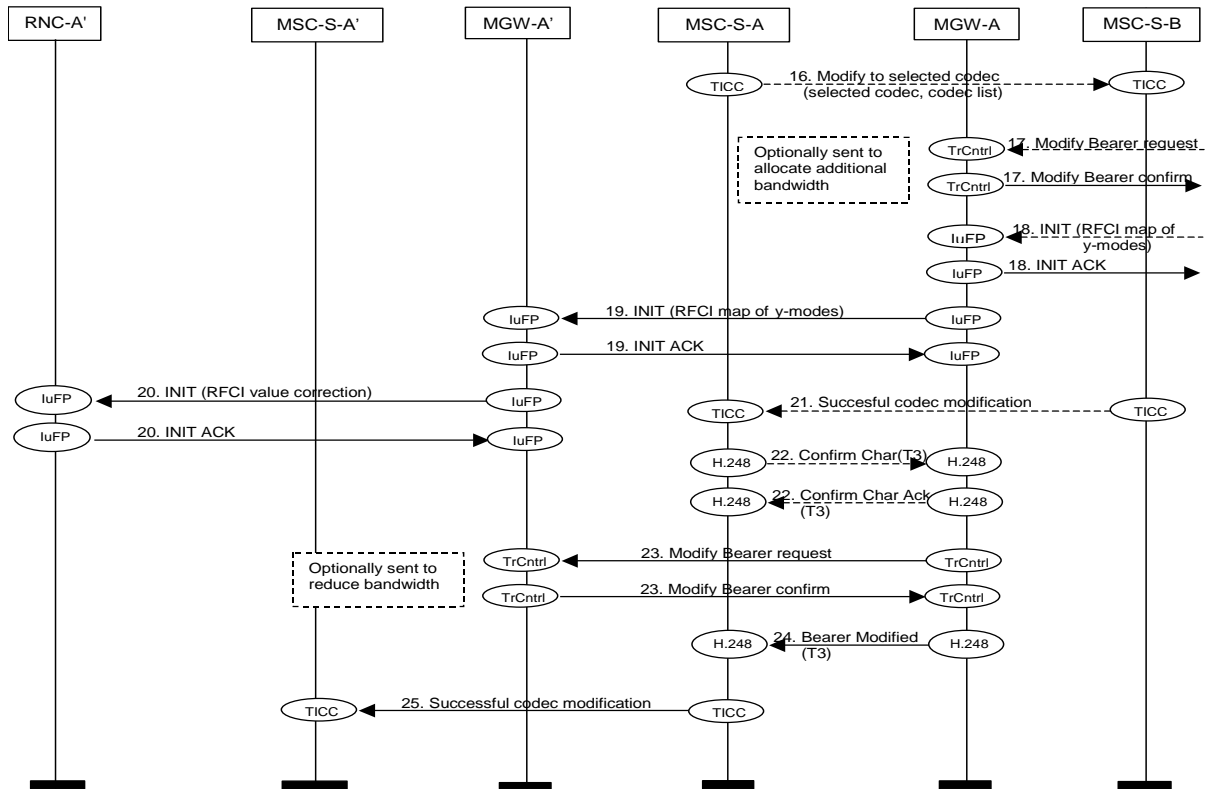 RNC-A'
MSC-S-A’
MGW-A’
MSC-S-A
MGW-A
MSC-S-B
TICC
16. Modify to selected codec
(selected codec, codec list)
TICC
Optionally sent to
allocate additional
bandwidth
TrCntrl
17. Modify Bearer request
TrCntrl
17. Modify Bearer confirm
IuFP
18. INIT (RFCI map of
y-modes)
IuFP
18. INIT ACK
IuFP
19. INIT (RFCI map of y-modes)
IuFP
IuFP
19. INIT ACK
IuFP
IuFP
20. INIT (RFCI value correction)
IuFP
TICC
21. Succesful codec modification
TICC
IuFP
20. INIT ACK
IuFP
H.248
22. Confirm Char(T3)
H.248
H.248
22. Confirm Char Ack
(T3)
H.248
Optionally sent to
reduce bandwidth
TrCntrl
23. Modify Bearer request
TrCntrl
TrCntrl
23. Modify Bearer confirm
TrCntrl
H.248
24. Bearer Modified
(T3)
H.248
TICC
25. Successful codec modification
TICC